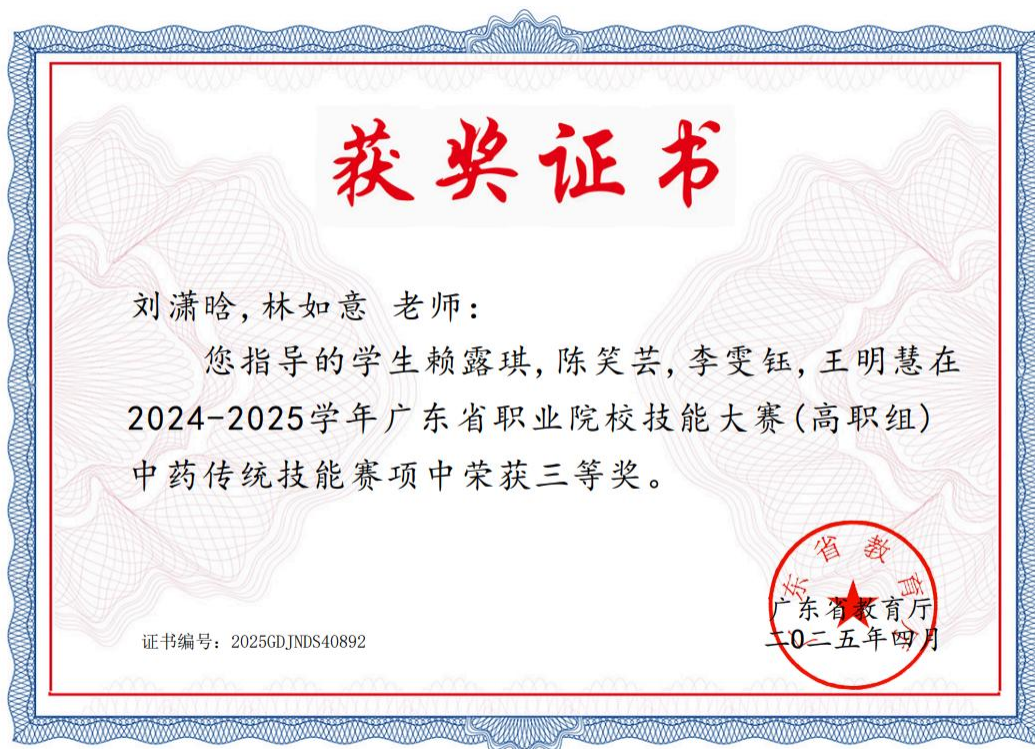 获奖证书
刘潇晗,林如意 老师:
您指导的学生赖露琪,陈笑芸,李雯钰,王明慧在
2024-2025学年广东省职业院校技能大赛(高职组)
中药传统技能赛项中荣获三等奖。
广东省教育厅
广东省教育厅
二〇二五年四月
证书编号: 2025GDJNDS40892